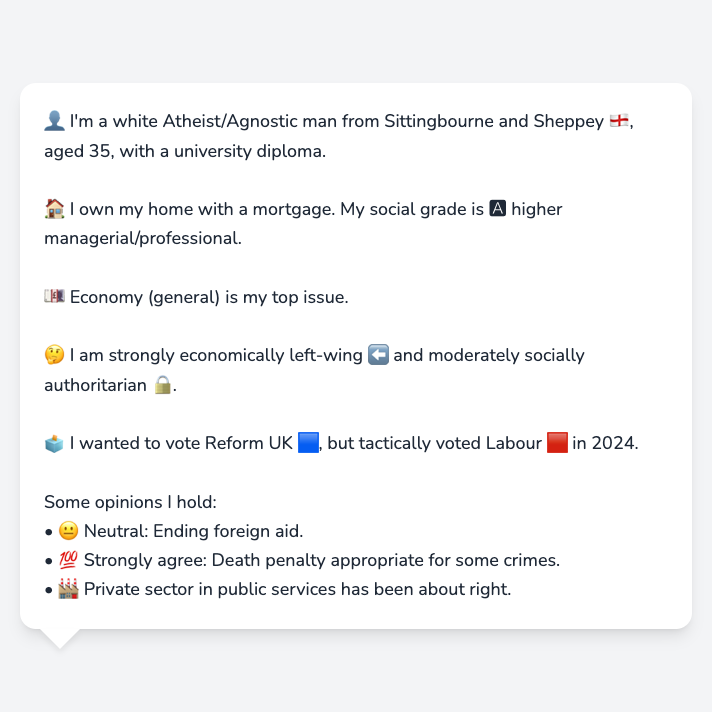 👤 I'm a white Atheist/Agnostic man from Sittingbourne and Sheppey 🏴󠁧󠁢󠁥󠁮󠁧󠁿,
aged 35, with a university diploma.
🏠 I own my home with a mortgage. My social grade is 🅰 higher
managerial/professional.
💷 Economy (general) is my top issue.
🤔 I am strongly economically left-wing ⬅️ and moderately socially
authoritarian 🔒.
🗳️ I wanted to vote Reform UK 🟦, but tactically voted Labour 🟥 in 2024.
Some opinions I hold:
• 😐 Neutral: Ending foreign aid.
• 💯 Strongly agree: Death penalty appropriate for some crimes.
• 🏭 Private sector in public services has been about right.